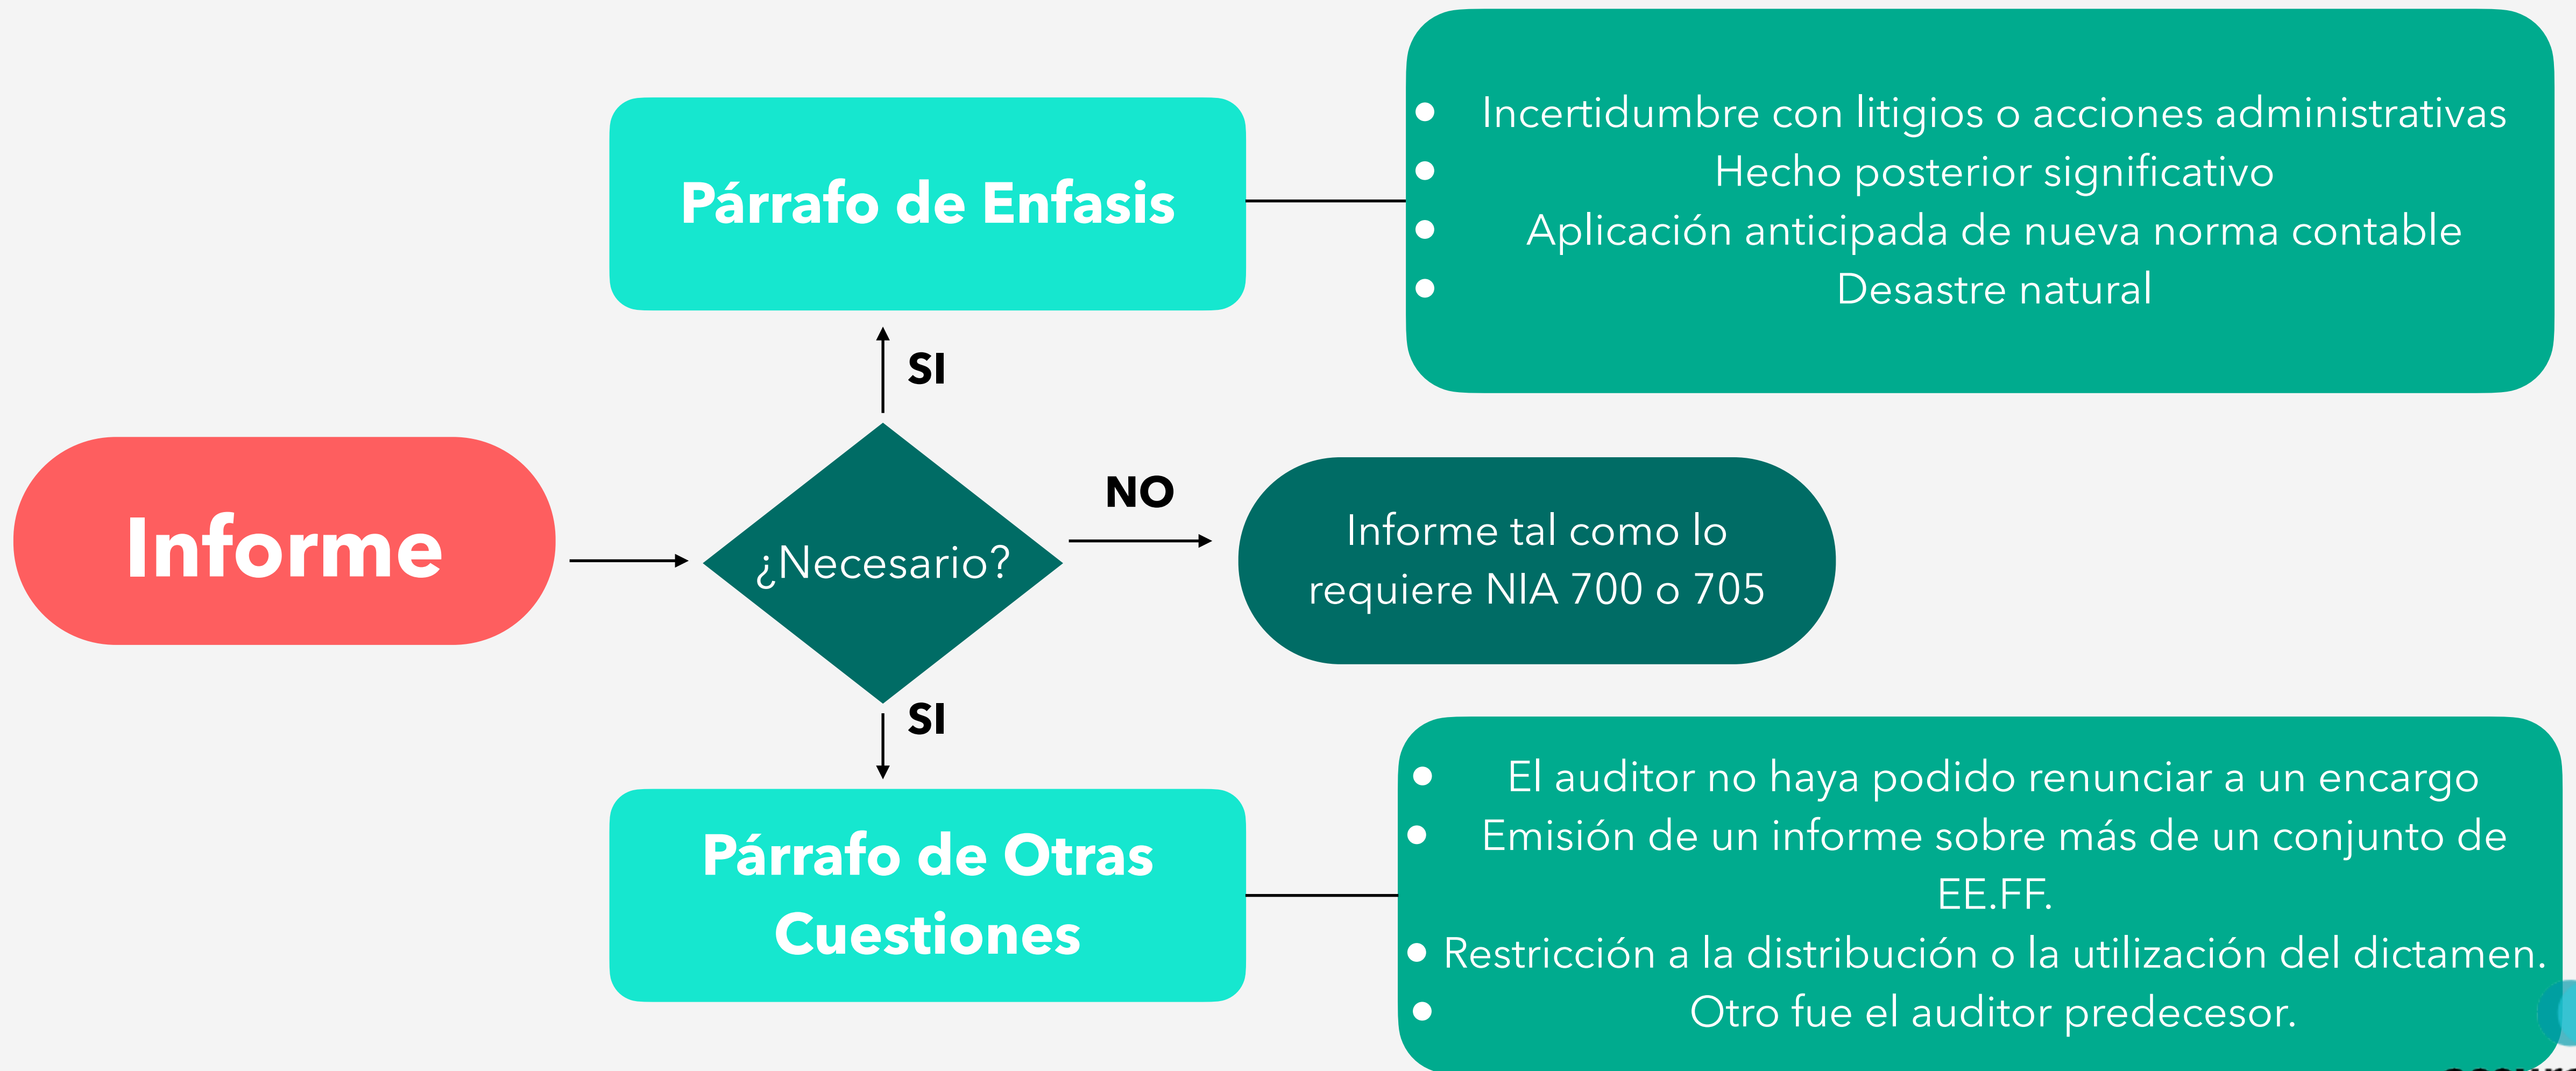 Párrafo de Enfasis
• Incertidumbre con litigios o acciones administrativas
• Hecho posterior significativo
• Aplicación anticipada de nueva norma contable
• Desastre natural
SI
Informe
¿Necesario?
NO
Informe tal como lo
requiere NIA 700 o 705
SI
Párrafo de Otras
Cuestiones
• El auditor no haya podido renunciar a un encargo
• Emisión de un informe sobre más de un conjunto de
EE.FF.
• Restricción a la distribución o la utilización del dictamen.
• Otro fue el auditor predecesor.